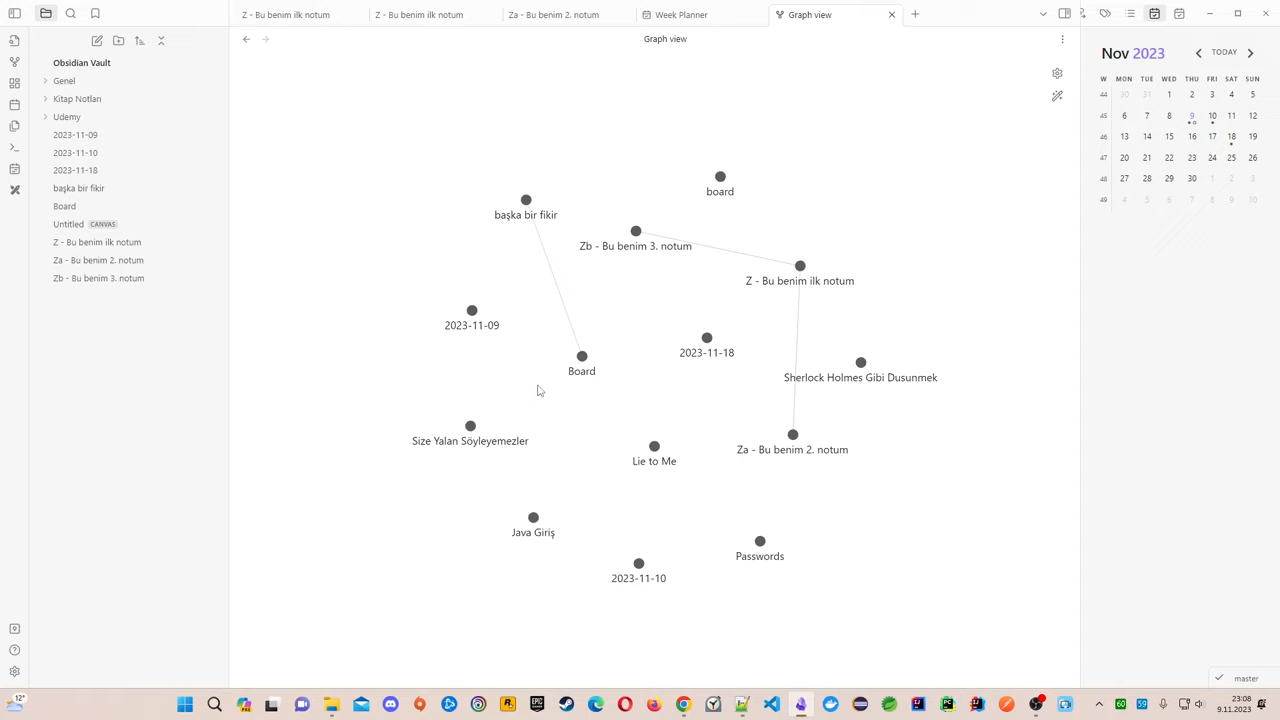 Z - Bu benim ilk notum
Z - Bu benim ilk notum
Za - Bu benim 2. notum
Week Planner
Graph view
Graph view
Obsidian Vault
Genel
Kitap Notları
Udemy
2023-11-09
2023-11-10
2023-11-18
başka bir fikir
Board
Untitled CANVAS
Z - Bu benim ilk notum
Za - Bu benim 2. notum
Zb - Bu benim 3. notum
board
başka bir fikir
Zb - Bu benim 3. notum
Z - Bu benim ilk notum
2023-11-09
2023-11-18
Board
Sherlock Holmes Gibi Dusunmek
Size Yalan Söyleyemezler
Za - Bu benim 2. notum
Lie to Me
Java Giriş
Passwords
2023-11-10
Nov 2023 TODAY
W MON TUE WED THU FRI SAT SUN
44 30 31 1 2 3 4 5
45 6 7 8 9 10 11 12
46 13 14 15 16 17 18 19
47 20 21 22 23 24 25 26
48 27 28 29 30 1 2 3
49 4 5 6 7 8 9 10
master
12°
23:08
9.11.2023